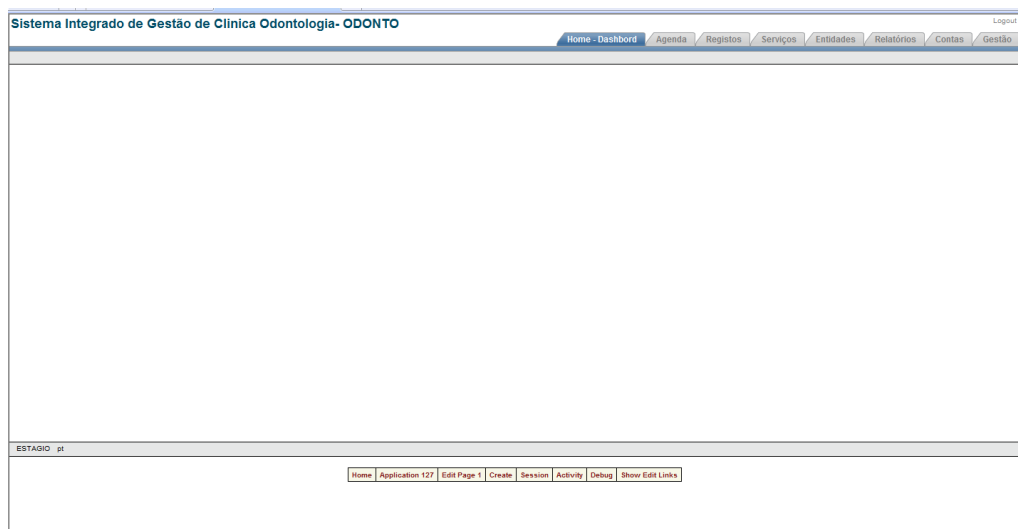 Sistema Integrado de Gestão de Clinica Odontologia- ODONTO
Logout
Home - Dashbord Agenda Registos Serviços Entidades Relatórios Contas Gestão
ESTAGIO pt
Home Application 127 Edit Page 1 Create Session Activity Debug Show Edit Links